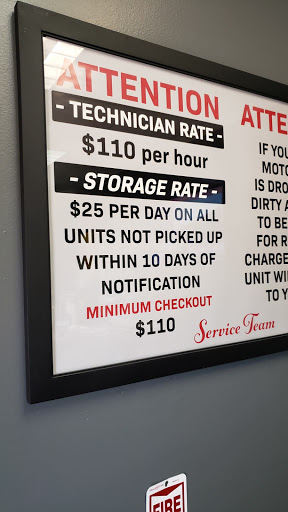 ATTENTION
- TECHNICIAN RATE -
$110 per hour
- STORAGE RATE -
$25 PER DAY ON ALL
UNITS NOT PICKED UP
WITHIN 10 DAYS OF
NOTIFICATION
MINIMUM CHECKOUT
$110
Service Team
ATTE
IF YOU
MOTO
IS DRO
DIRTY A
TO BE
FOR R
CHARGE
UNIT WI
TO Y
FIRE